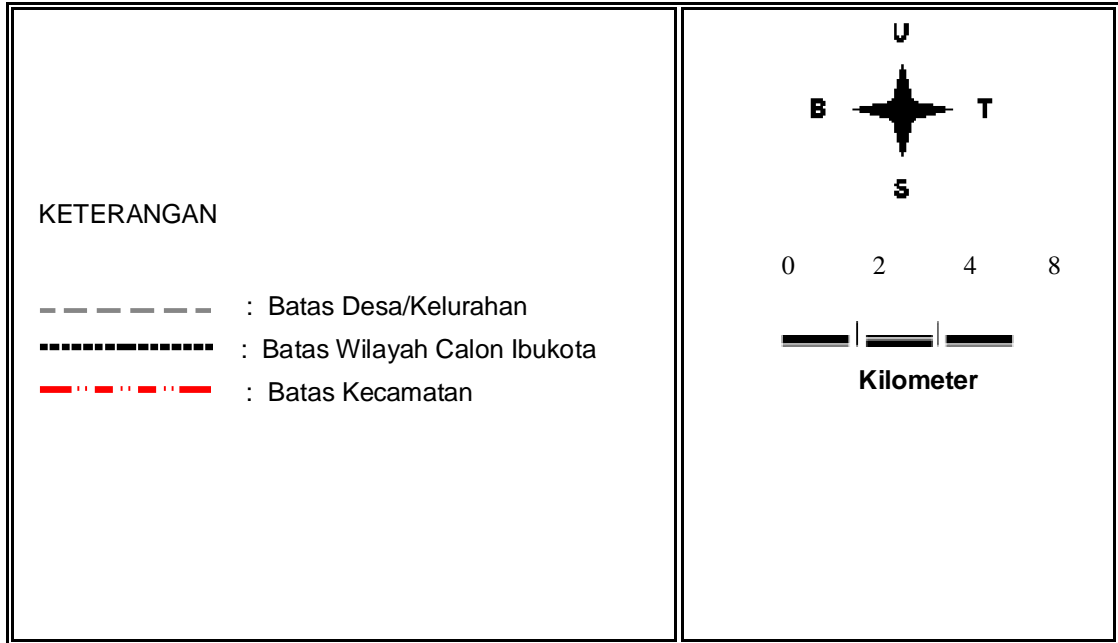 KETERANGAN
: Batas Desa/Kelurahan
: Batas Wilayah Calon Ibukota
: Batas Kecamatan
U
B T
S
0 2 4 8
Kilometer